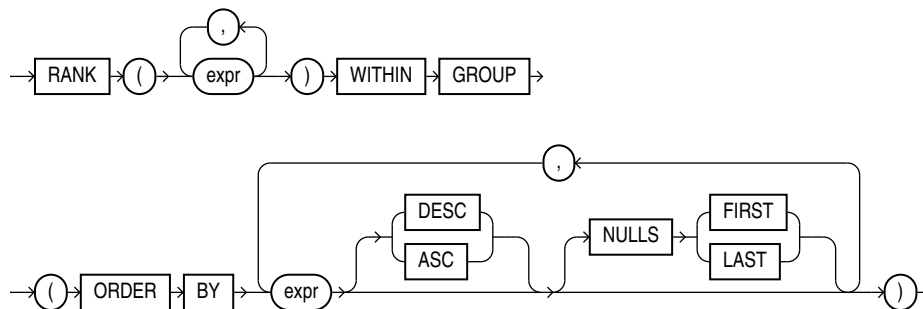 ,
RANK ( expr ) WITHIN GROUP
,
DESC FIRST
NULLS
ASC LAST
( ORDER BY expr )